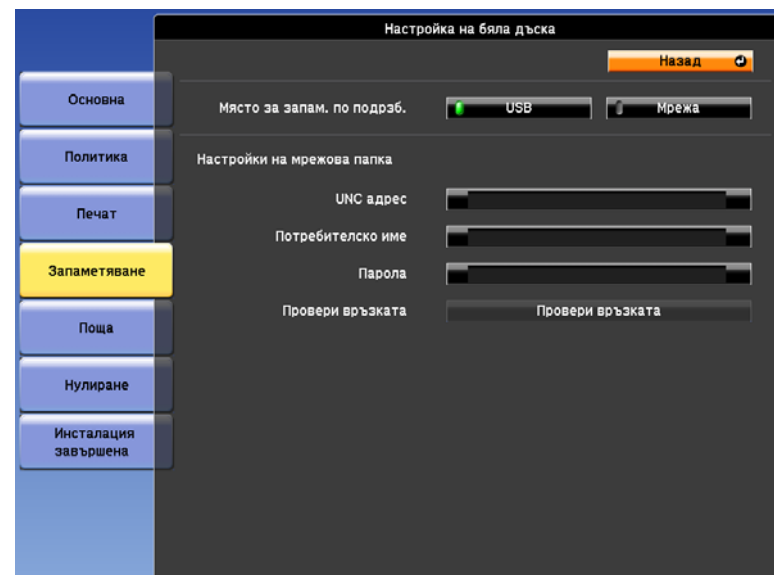 Настройка на бяла дъска
Назад
Основна
Място за запам. по подрзб.
USB
Мрежа
Политика
Настройки на мрежова папка
Печат
UNC адрес
Потребителско име
Запаметяване
Парола
Провери връзката
Провери връзката
Поща
Нулиране
Инсталация
завършена